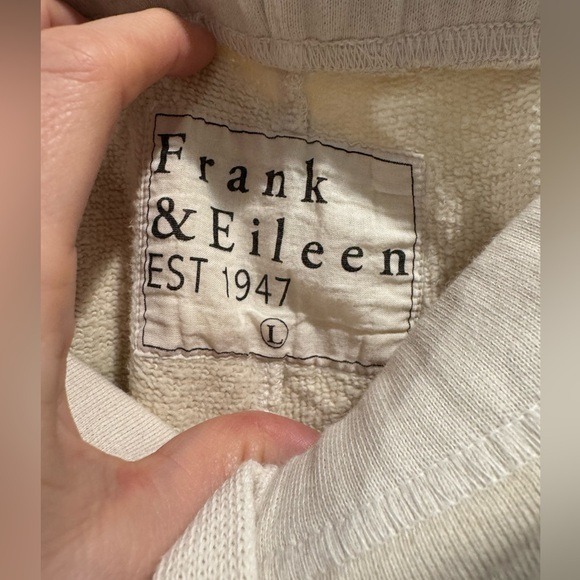 Frank
& Eileen
EST 1947
L